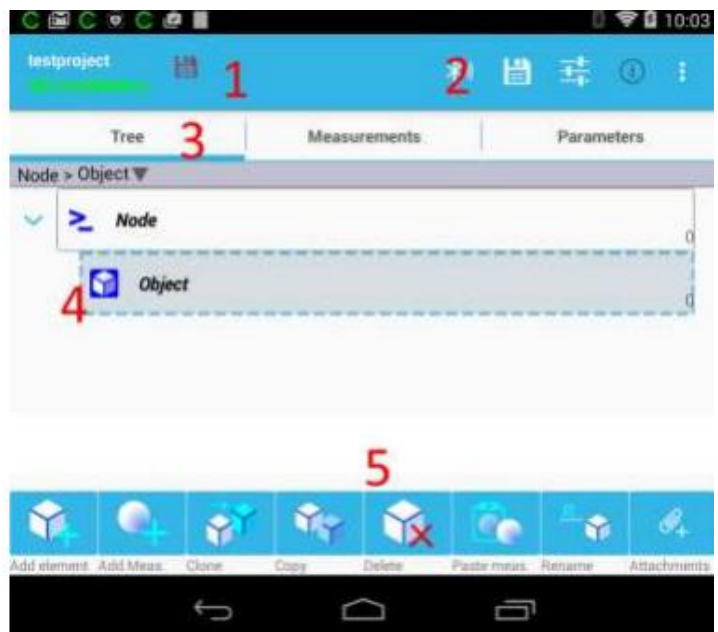 10:03
testproject
1
2
Tree 3 Measurements Parameters
Node > Object
Node
0
Object
0
4
5
Add element Add Meas. Clone Copy Delete Paste meas. Rename Attachments